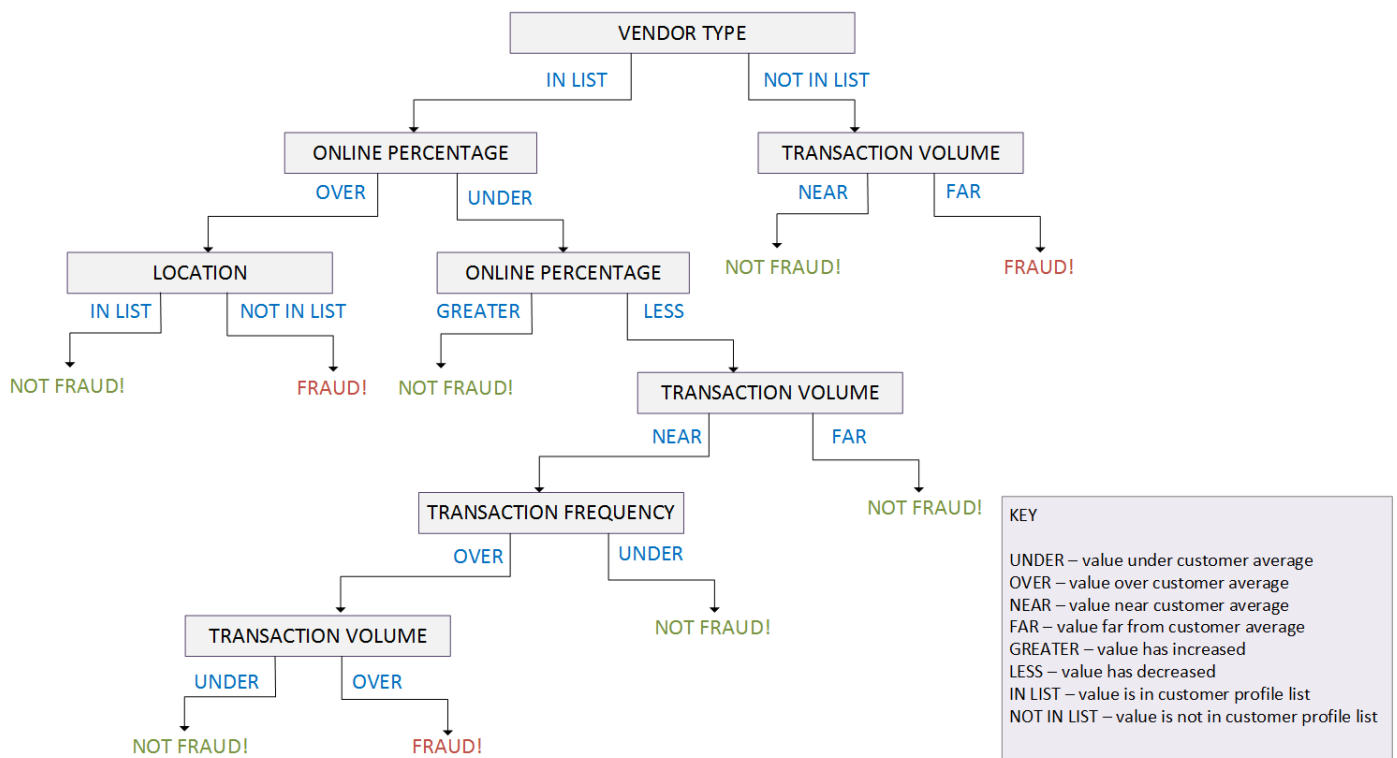 VENDOR TYPE
IN LIST
NOT IN LIST
ONLINE PERCENTAGE
TRANSACTION VOLUME
OVER
UNDER
NEAR
FAR
LOCATION
ONLINE PERCENTAGE
NOT FRAUD!
FRAUD!
IN LIST
NOT IN LIST
GREATER
LESS
NOT FRAUD!
FRAUD!
NOT FRAUD!
TRANSACTION VOLUME
NEAR
FAR
TRANSACTION FREQUENCY
NOT FRAUD!
OVER
UNDER
TRANSACTION VOLUME
NOT FRAUD!
UNDER
OVER
NOT FRAUD!
FRAUD!
KEY
UNDER – value under customer average
OVER – value over customer average
NEAR – value near customer average
FAR – value far from customer average
GREATER – value has increased
LESS – value has decreased
IN LIST – value is in customer profile list
NOT IN LIST – value is not in customer profile list